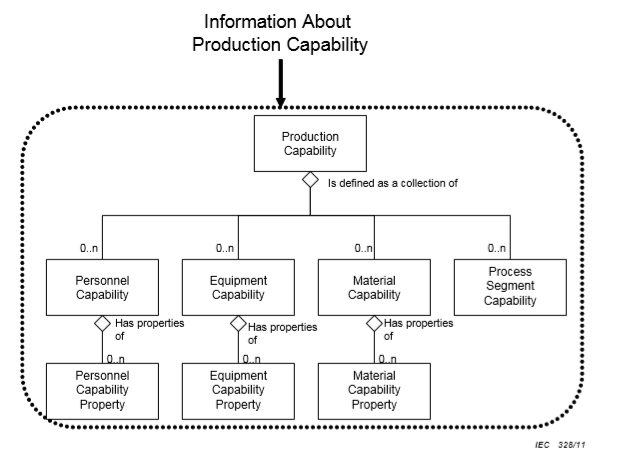 Information About
Production Capability
Production
Capability
Is defined as a collection of
0..n
0..n
0..n
0..n
Personnel
Capability
Equipment
Capability
Material
Capability
Process
Segment
Capability
Has properties
of
Has properties
of
Has properties
of
0..n
0..n
0..n
Personnel
Capability
Property
Equipment
Capability
Property
Material
Capability
Property
IEC 328/11